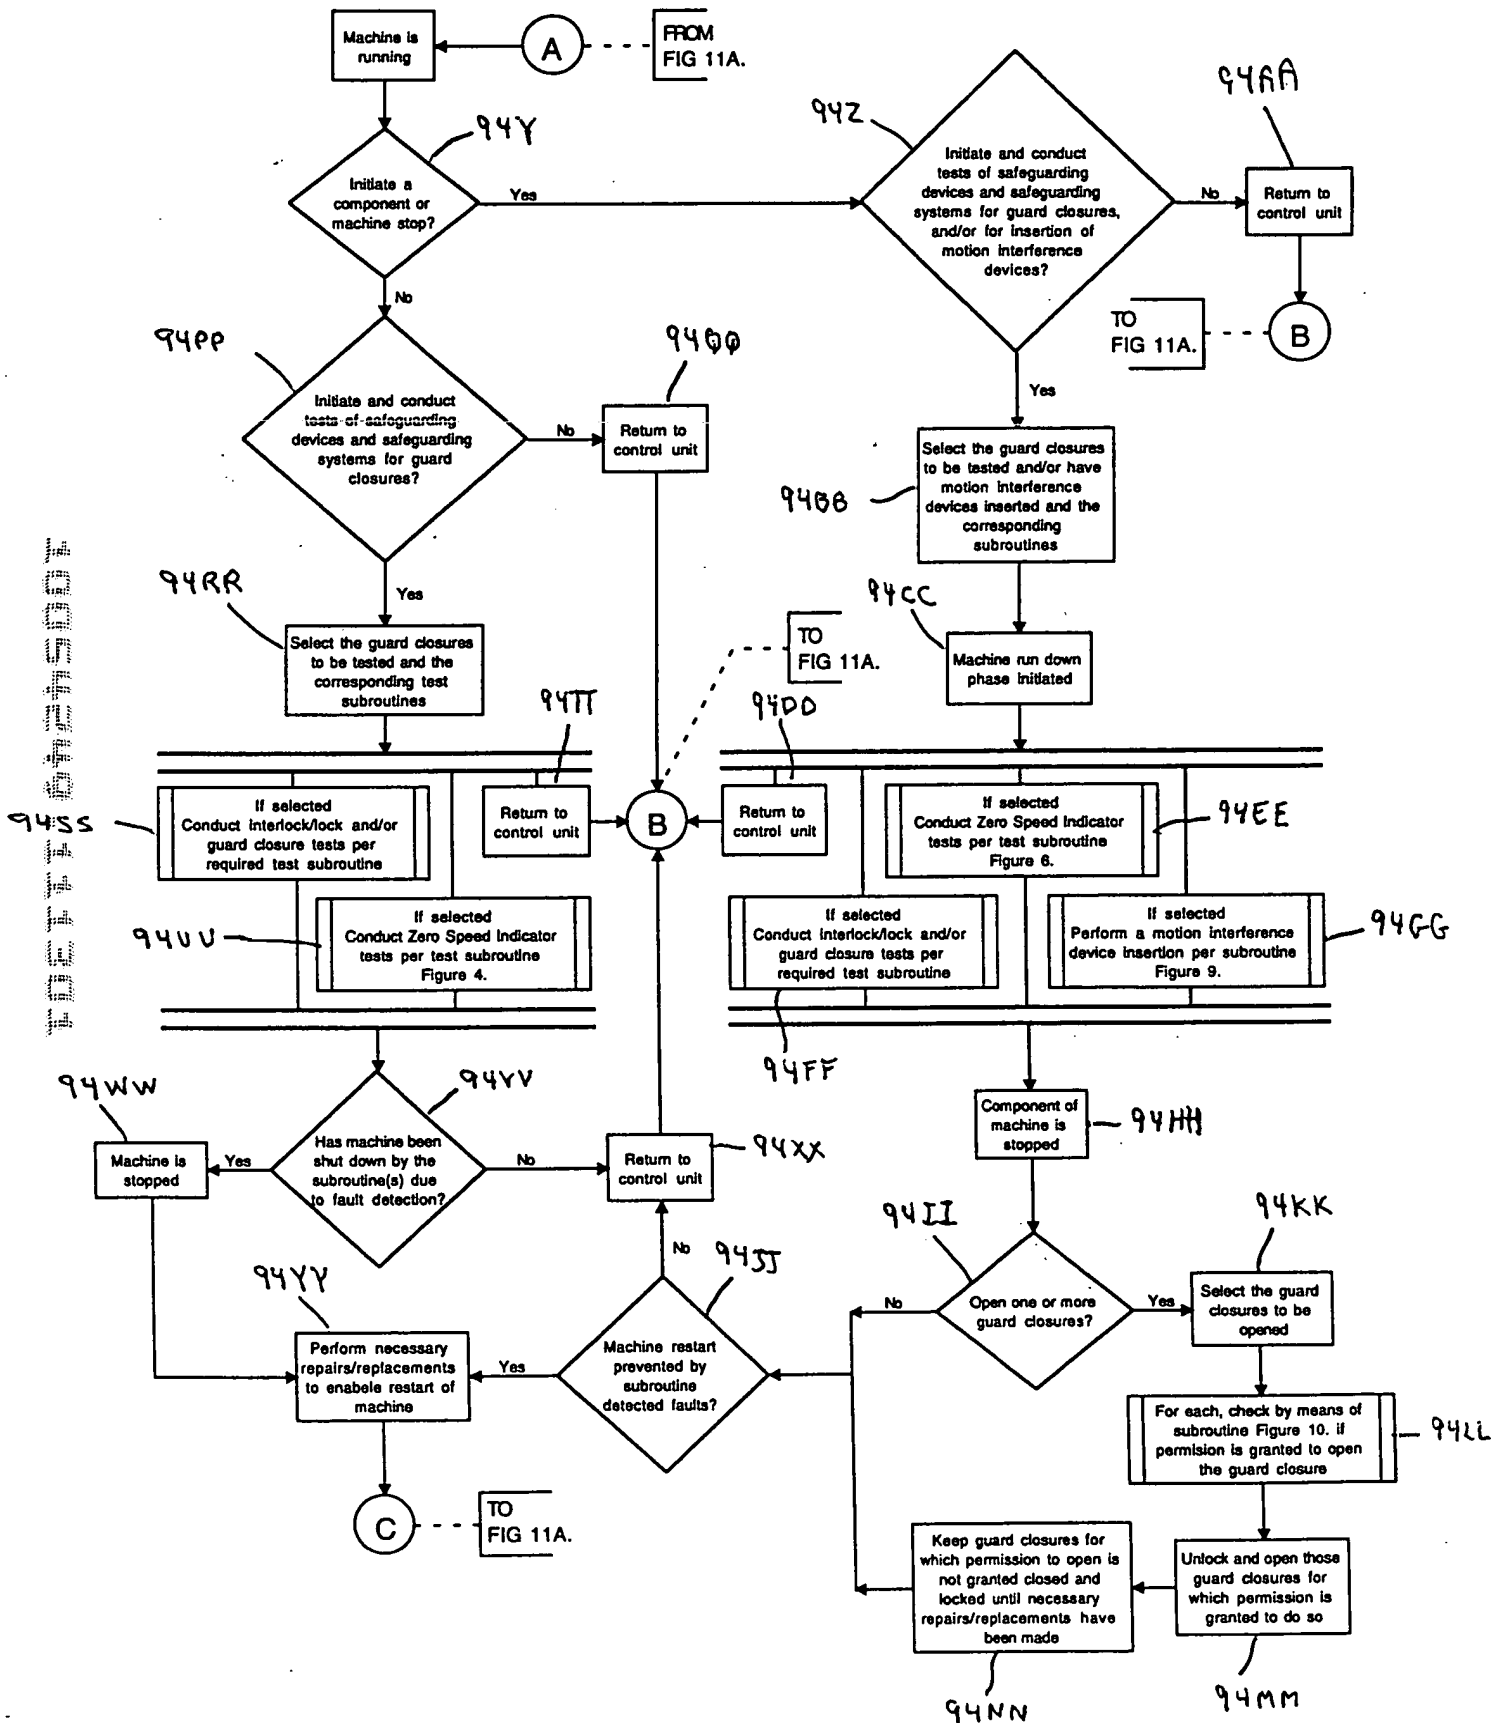 Machine is
running
A
FROM
FIG 11A.
94Y
Initiate a
component or
machine stop?
Yes
No
94Z
Initiate and conduct
tests of safeguarding
devices and safeguarding
systems for guard closures,
and/or for insertion of
motion interference
devices?
No
94AA
Return to
control unit
TO
FIG 11A.
B
Yes
94PP
Initiate and conduct
tests of safeguarding
devices and safeguarding
systems for guard
closures?
No
94QQ
Return to
control unit
Yes
94BB
Select the guard closures
to be tested and/or have
motion interference
devices inserted and the
corresponding
subroutines
94RR
Select the guard closures
to be tested and the
corresponding test
subroutines
94CC
Machine run down
phase initiated
TO
FIG 11A.
94TT
94DD
94SS
If selected
Conduct interlock/lock and/or
guard closure tests per
required test subroutine
Return to
control unit
B
Return to
control unit
If selected
Conduct Zero Speed Indicator
tests per test subroutine
Figure 6.
94EE
94UU
If selected
Conduct Zero Speed Indicator
tests per test subroutine
Figure 4.
If selected
Conduct interlock/lock and/or
guard closure tests per
required test subroutine
94FF
If selected
Perform a motion interference
device insertion per subroutine
Figure 9.
94GG
94WW
Machine is
stopped
Yes
94VV
Has machine been
shut down by the
subroutine(s) due
to fault detection?
No
Return to
control unit
94XX
Component of
machine is
stopped
94HH
94II
Open one or more
guard closures?
No
Yes
94KK
Select the guard
closures to be
opened
94YY
Perform necessary
repairs/replacements
to enabele restart of
machine
Yes
No
94JJ
Machine restart
prevented by
subroutine
detected faults?
For each, check by means of
subroutine Figure 10. if
permision is granted to open
the guard closure
94LL
C
TO
FIG 11A.
Keep guard closures for
which permission to open is
not granted closed and
locked until necessary
repairs/replacements have
been made
94NN
Unlock and open those
guard closures for
which permission is
granted to do so
94MM